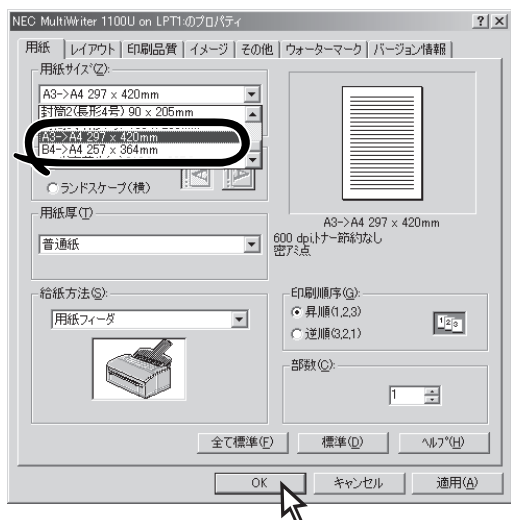 NEC MultiWriter 1100U on LPT1:のプロパティ
用紙 レイアウト 印刷品質 イメージ その他 ウォーターマーク バージョン情報
用紙サイズ(Z):
A3->A4 297 x 420mm
封筒2(長形4号) 90 x 205mm
A3->A4 297 x 420mm
B4->A4 257 x 364mm
ランドスケープ(横)
A3->A4 297 x 420mm
600 dpi,トナー節約なし
密アミ点
用紙厚(T)
普通紙
給紙方法(S):
用紙フィーダ
印刷順序(G):
昇順(1,2,3)
逆順(3,2,1)
1 2 3
部数(C):
1
全て標準(F) 標準(D) ヘルプ(H)
OK キャンセル 適用(A)